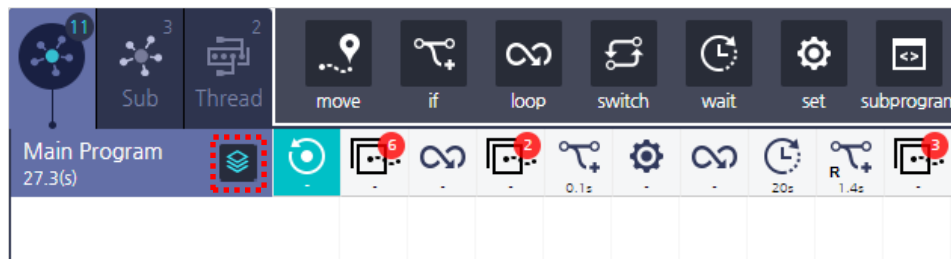 11
3
2
Sub
Thread
move
if
loop
switch
wait
set
subprogram
Main Program
27.3(s)
6
2
3
R
-
-
-
-
0.1s
-
-
20s
1.4s
-